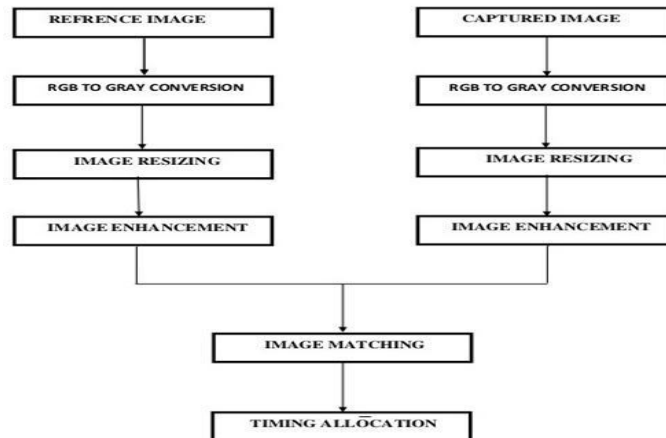 REFRENCE IMAGE
CAPTURED IMAGE
RGB TO GRAY CONVERSION
RGB TO GRAY CONVERSION
IMAGE RESIZING
IMAGE RESIZING
IMAGE ENHANCEMENT
IMAGE ENHANCEMENT
IMAGE MATCHING
TIMING ALLOCATION